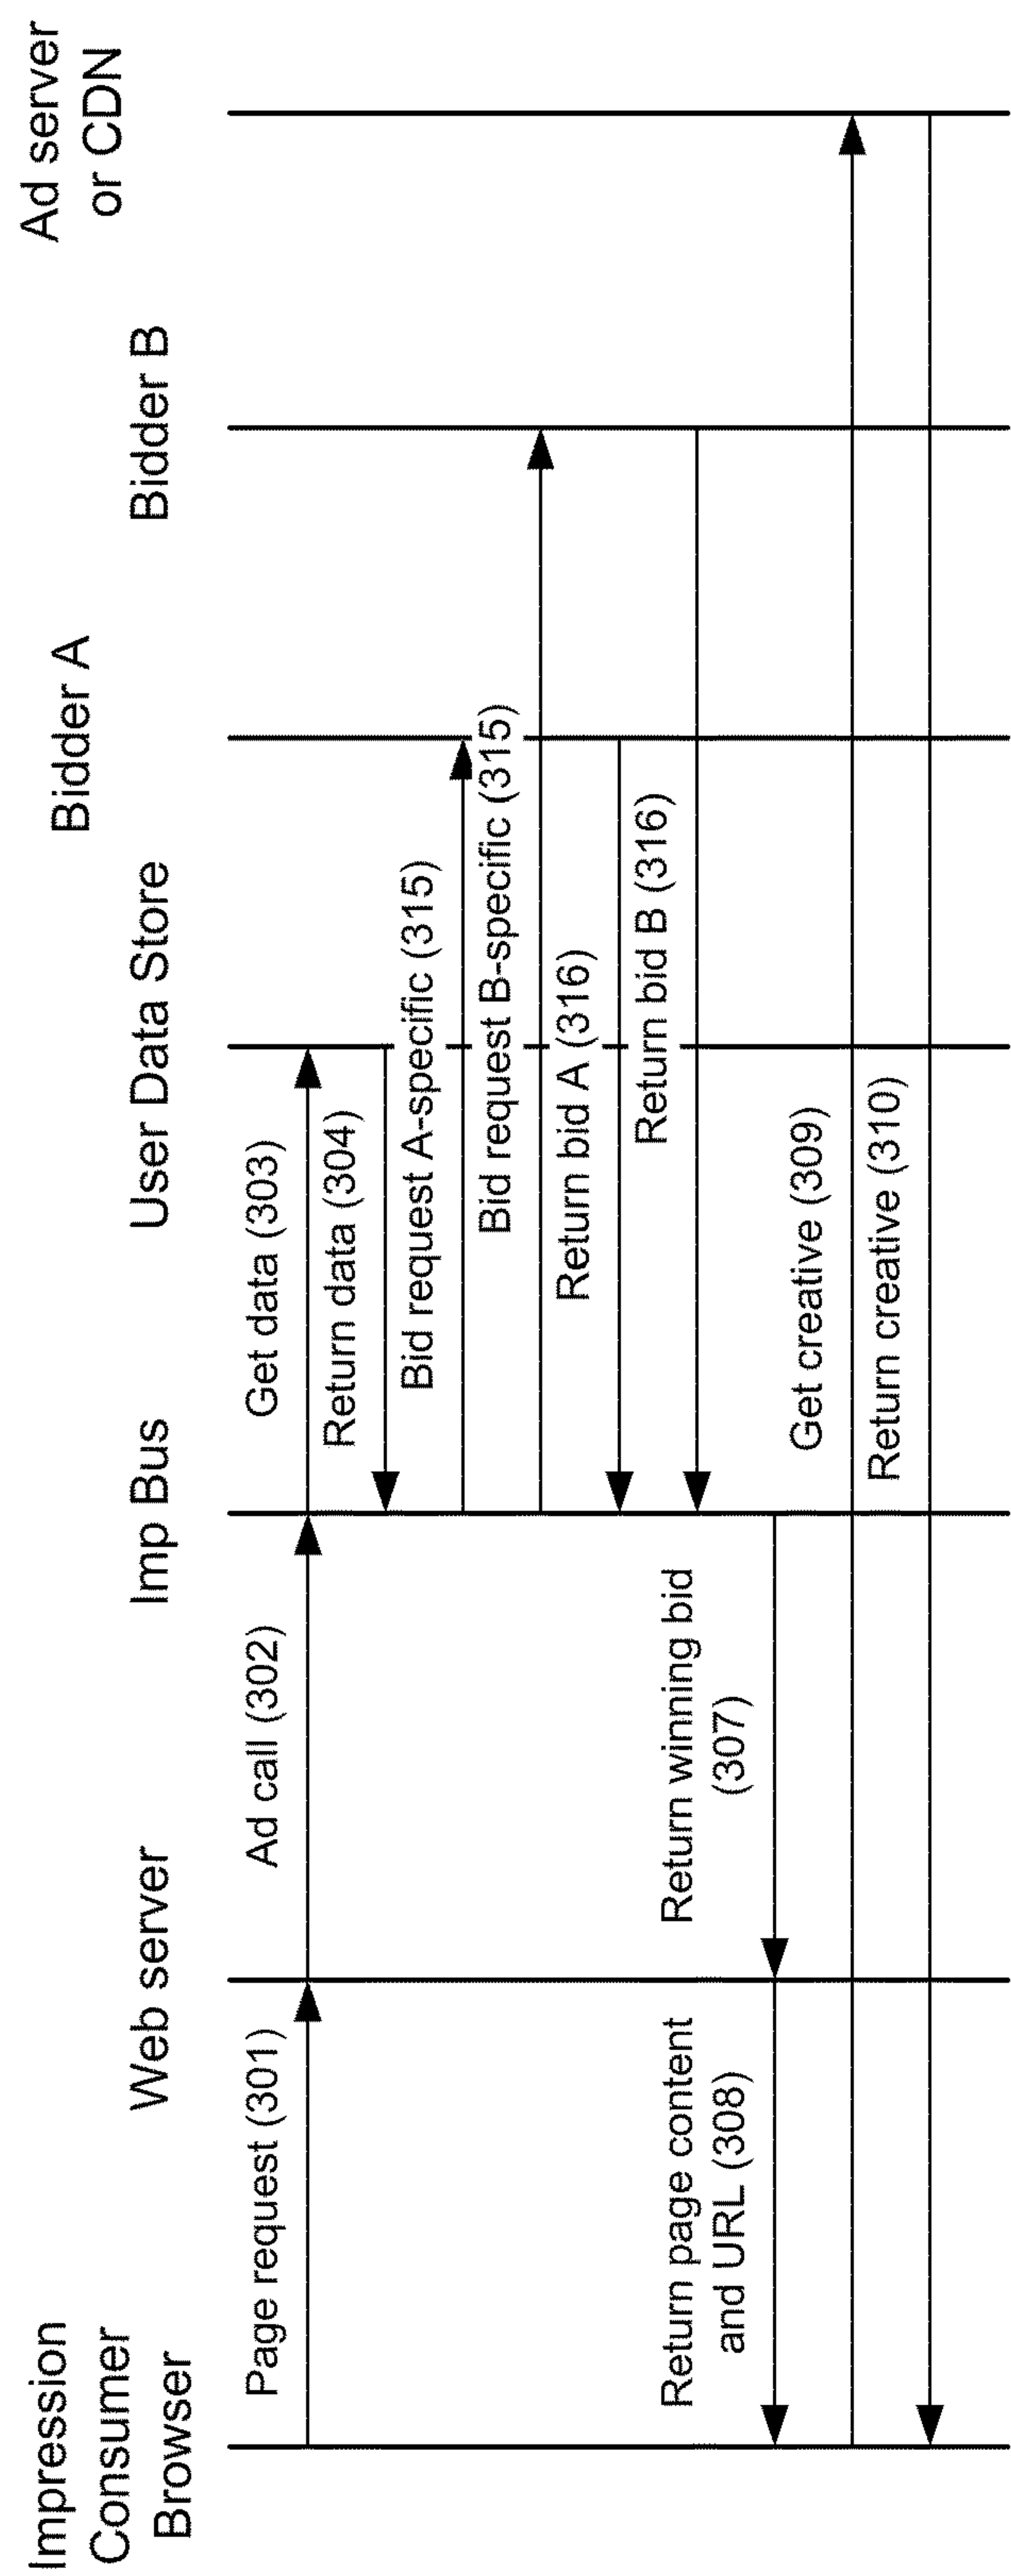 Impression
Consumer
Browser
Web server
Imp Bus
User Data Store
Bidder A
Bidder B
Ad server
or CDN
Page request (301)
Ad call (302)
Get data (303)
Return data (304)
Bid request A-specific (315)
Bid request B-specific (315)
Return bid A (316)
Return bid B (316)
Return winning bid
(307)
Return page content
and URL (308)
Get creative (309)
Return creative (310)